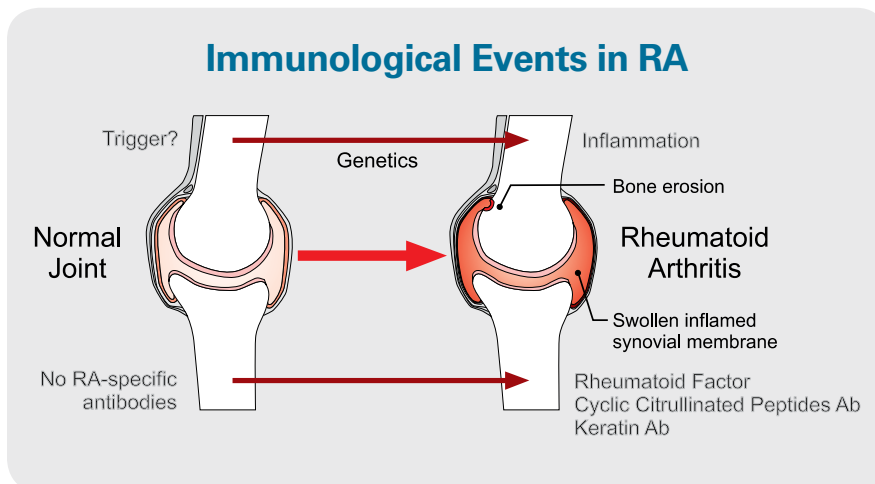 Immunological Events in RA
Trigger?
Genetics
Inflammation
Bone erosion
Normal
Joint
Rheumatoid
Arthritis
Swollen inflamed
synovial membrane
No RA-specific
antibodies
Rheumatoid Factor
Cyclic Citrullinated Peptides Ab
Keratin Ab